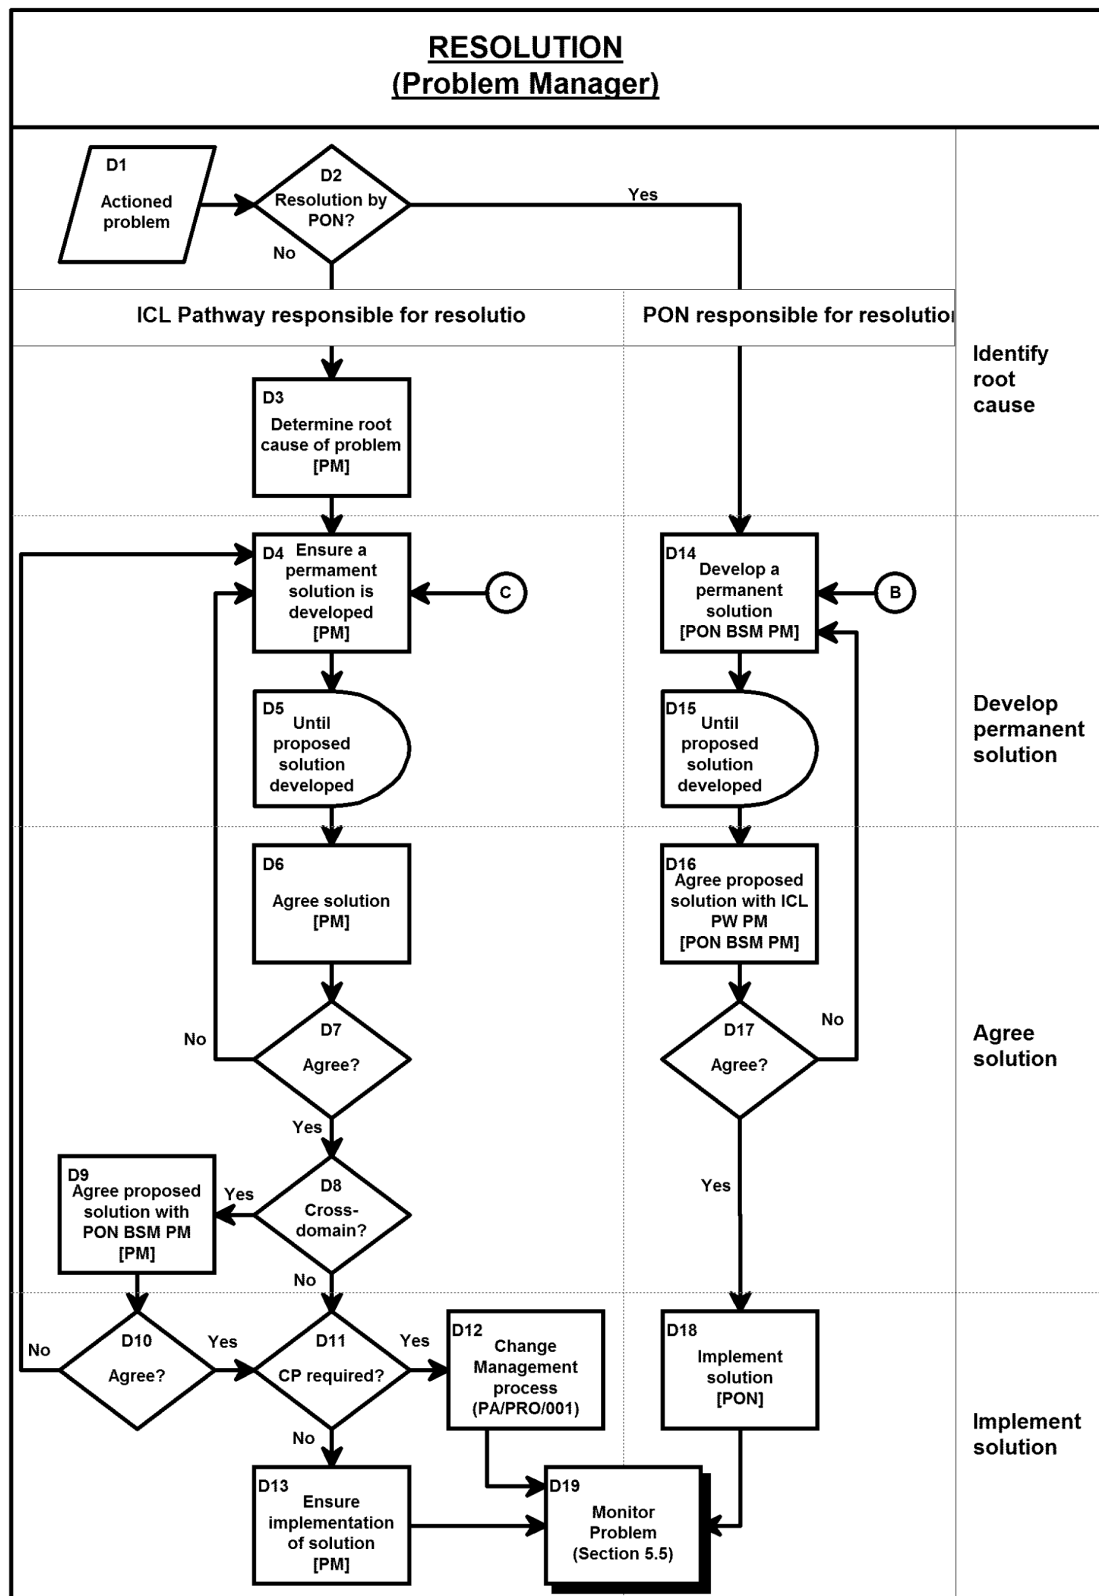 RESOLUTION
(Problem Manager)
D1
Actioned
problem
D2
Resolution by
PON?
Yes
No
ICL Pathway responsible for resolutio
PON responsible for resolution
Identify
root
cause
D3
Determine root
cause of problem
[PM]
D4
Ensure a
permament
solution is
developed
[PM]
C
D14
Develop a
permanent
solution
[PON BSM PM]
B
D5
Until
proposed
solution
developed
D15
Until
proposed
solution
developed
Develop
permanent
solution
D6
Agree solution
[PM]
D16
Agree proposed
solution with ICL
PW PM
[PON BSM PM]
D7
Agree?
No
Yes
D17
Agree?
No
Yes
Agree
solution
D8
Cross-
domain?
Yes
No
D9
Agree proposed
solution with
PON BSM PM
[PM]
D10
Agree?
No
Yes
D11
CP required?
Yes
No
D12
Change
Management
process
(PA/PRO/001)
D18
Implement
solution
[PON]
Implement
solution
D13
Ensure
implementation
of solution
[PM]
D19
Monitor
Problem
(Section 5.5)